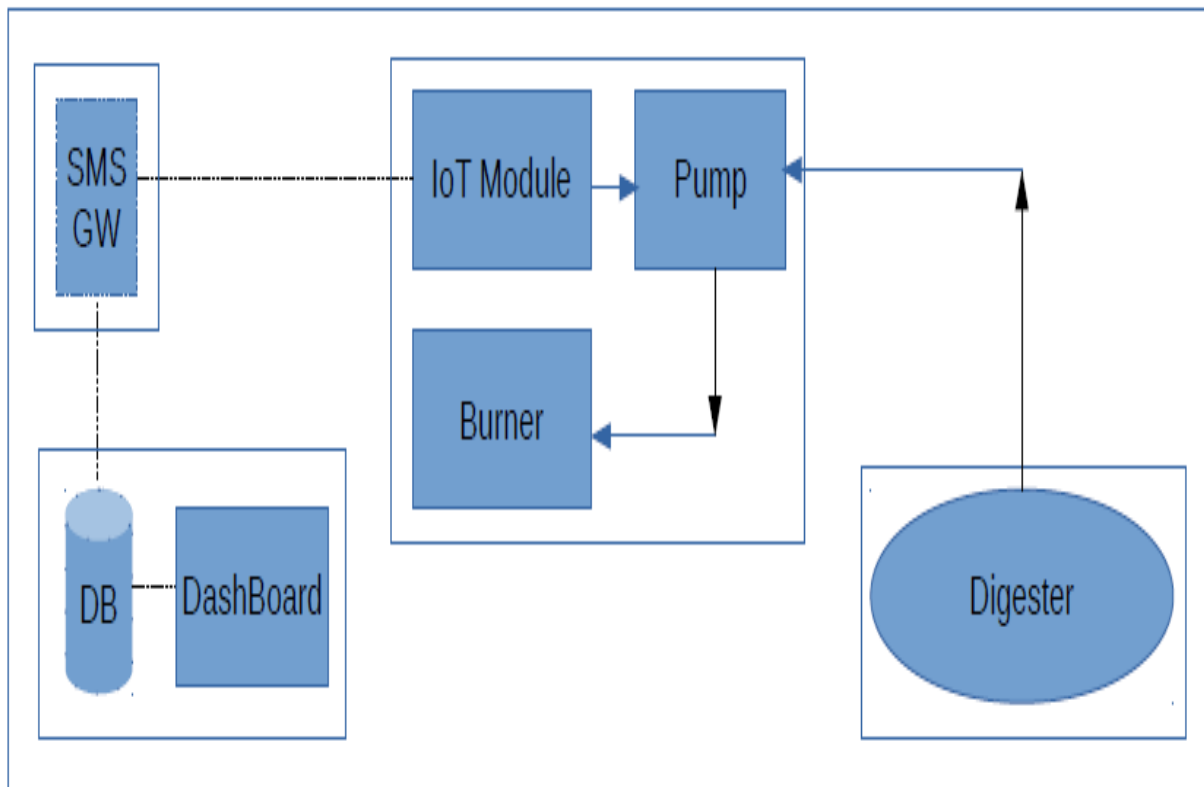 SMS
GW
IoT Module
Pump
Burner
DB
DashBoard
Digester